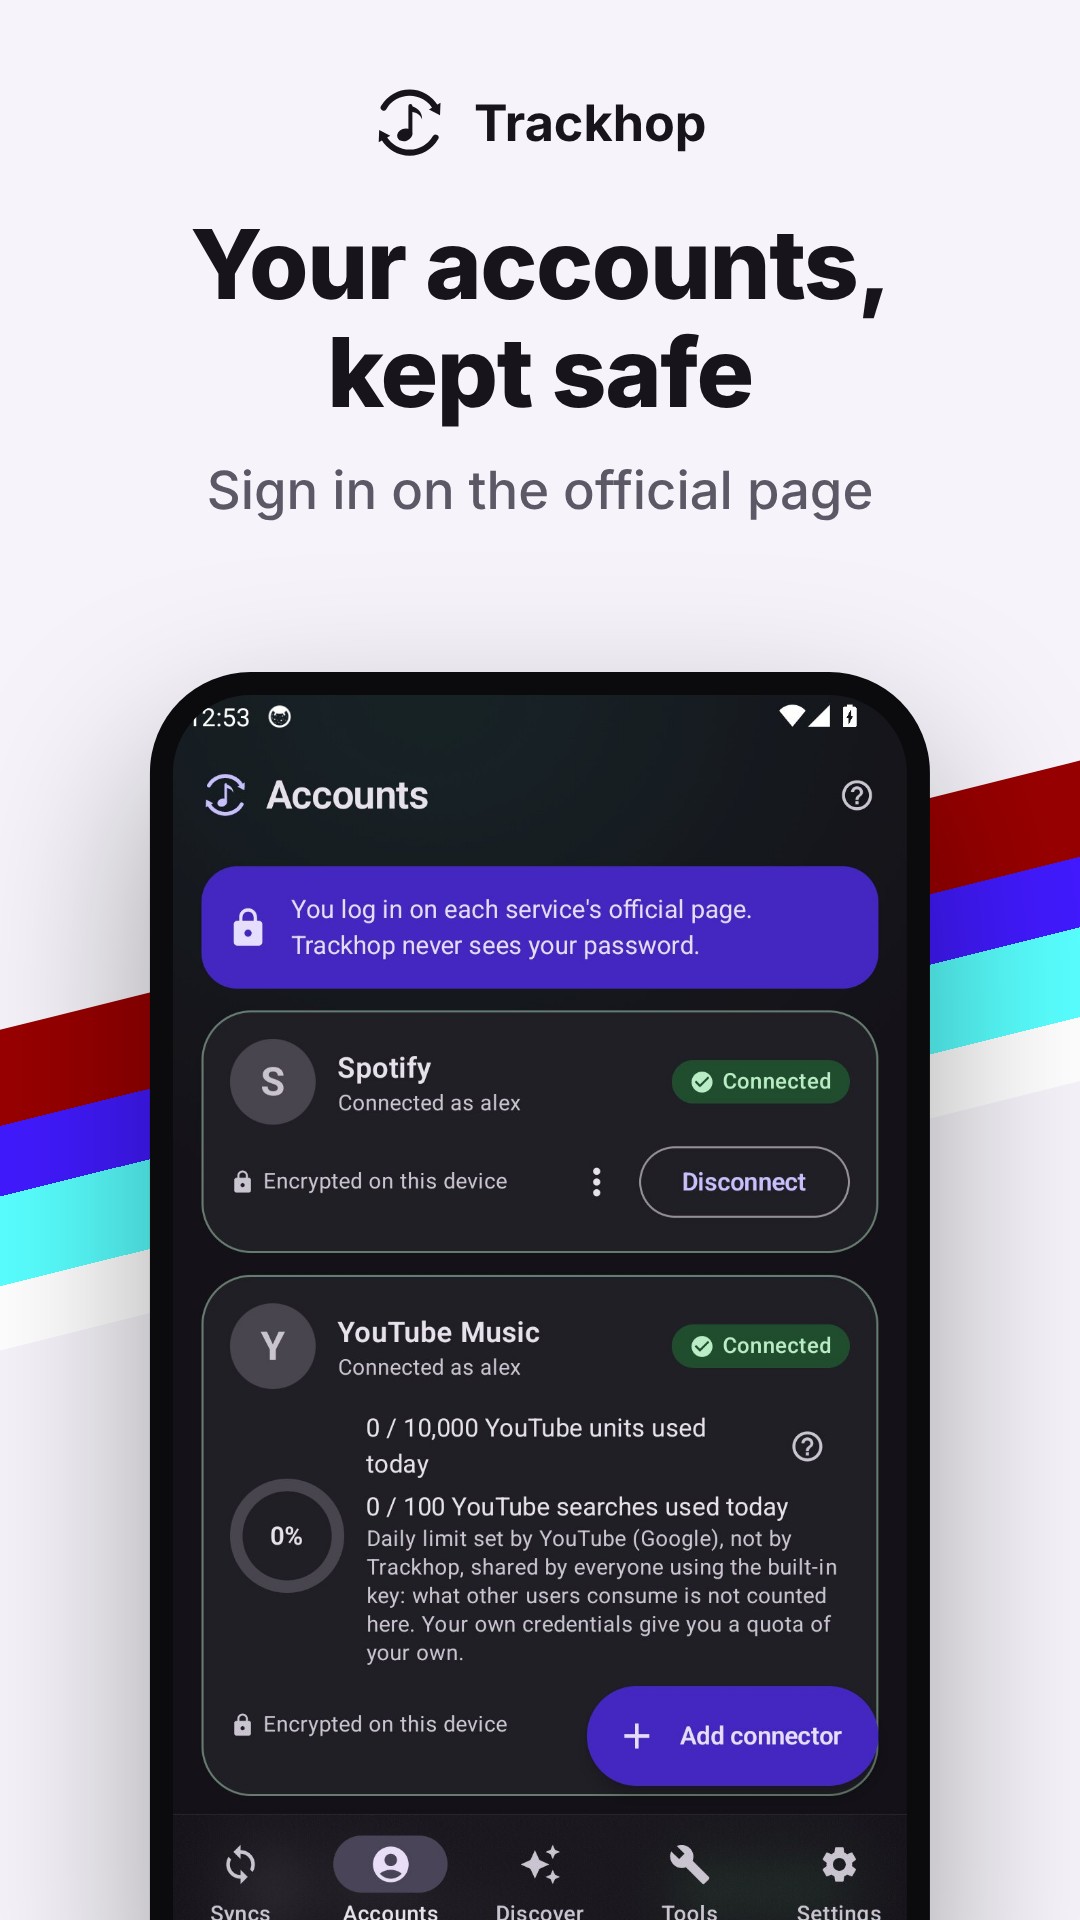 Trackhop
Your accounts,
kept safe
Sign in on the official page
12:53
Accounts
You log in on each service's official page.
Trackhop never sees your password.
S
Spotify
Connected as alex
Connected
Encrypted on this device
Disconnect
Y
YouTube Music
Connected as alex
Connected
0 / 10,000 YouTube units used
today
0%
0 / 100 YouTube searches used today
Daily limit set by YouTube (Google), not by
Trackhop, shared by everyone using the built-in
key: what other users consume is not counted
here. Your own credentials give you a quota of
your own.
Encrypted on this device
Add connector
Syncs
Accounts
Discover
Tools
Settings